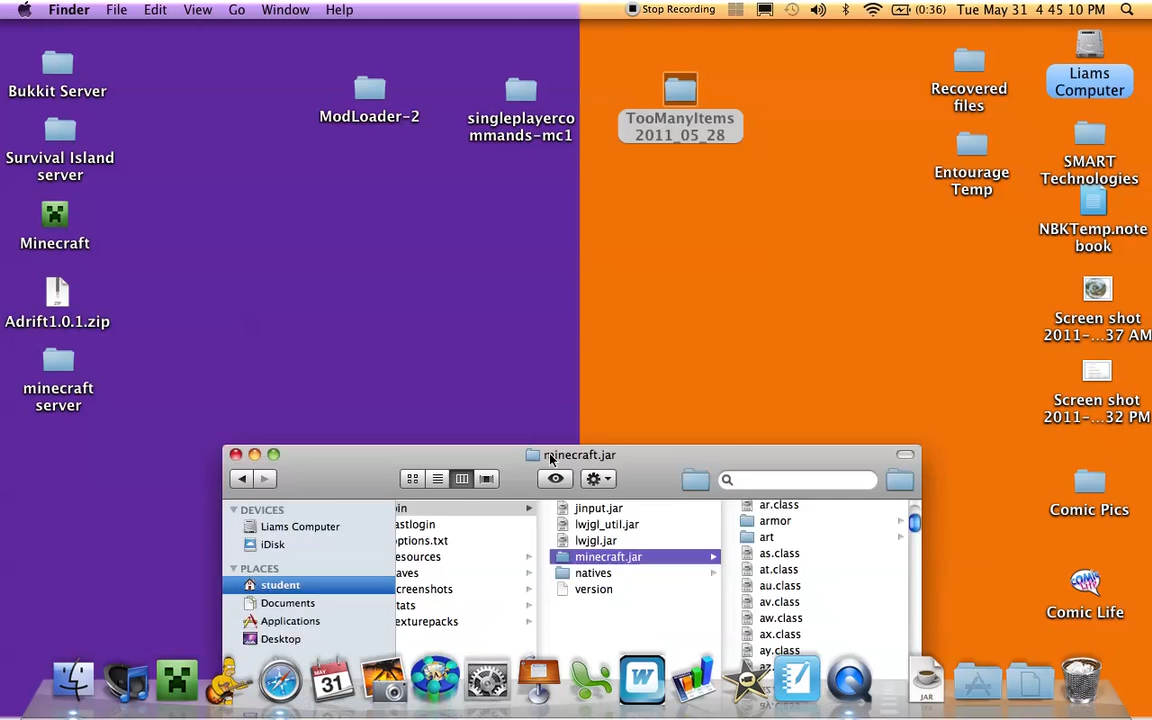 Finder File Edit View Go Window Help Stop Recording (0:36) Tue May 31 4 45 10 PM
Bukkit Server
Survival Island
server
Minecraft
Adrift1.0.1.zip
minecraft
server
ModLoader-2
singleplayerco
mmands-mc1
TooManyItems
2011_05_28
Recovered
files
Entourage
Temp
Liams
Computer
SMART
Technologies
NBKTemp.note
book
Screen shot
2011-...37 AM
Screen shot
2011-...32 PM
Comic Pics
Comic Life
minecraft.jar
DEVICES
Liams Computer
iDisk
PLACES
student
Documents
Applications
Desktop
in
astlogin
ptions.txt
esources
aves
creenshots
tats
exturepacks
jinput.jar
lwjgl_util.jar
lwjgl.jar
minecraft.jar
natives
version
ar.class
armor
art
as.class
at.class
au.class
av.class
aw.class
ax.class
ay.class
MAY
31
W
JAR